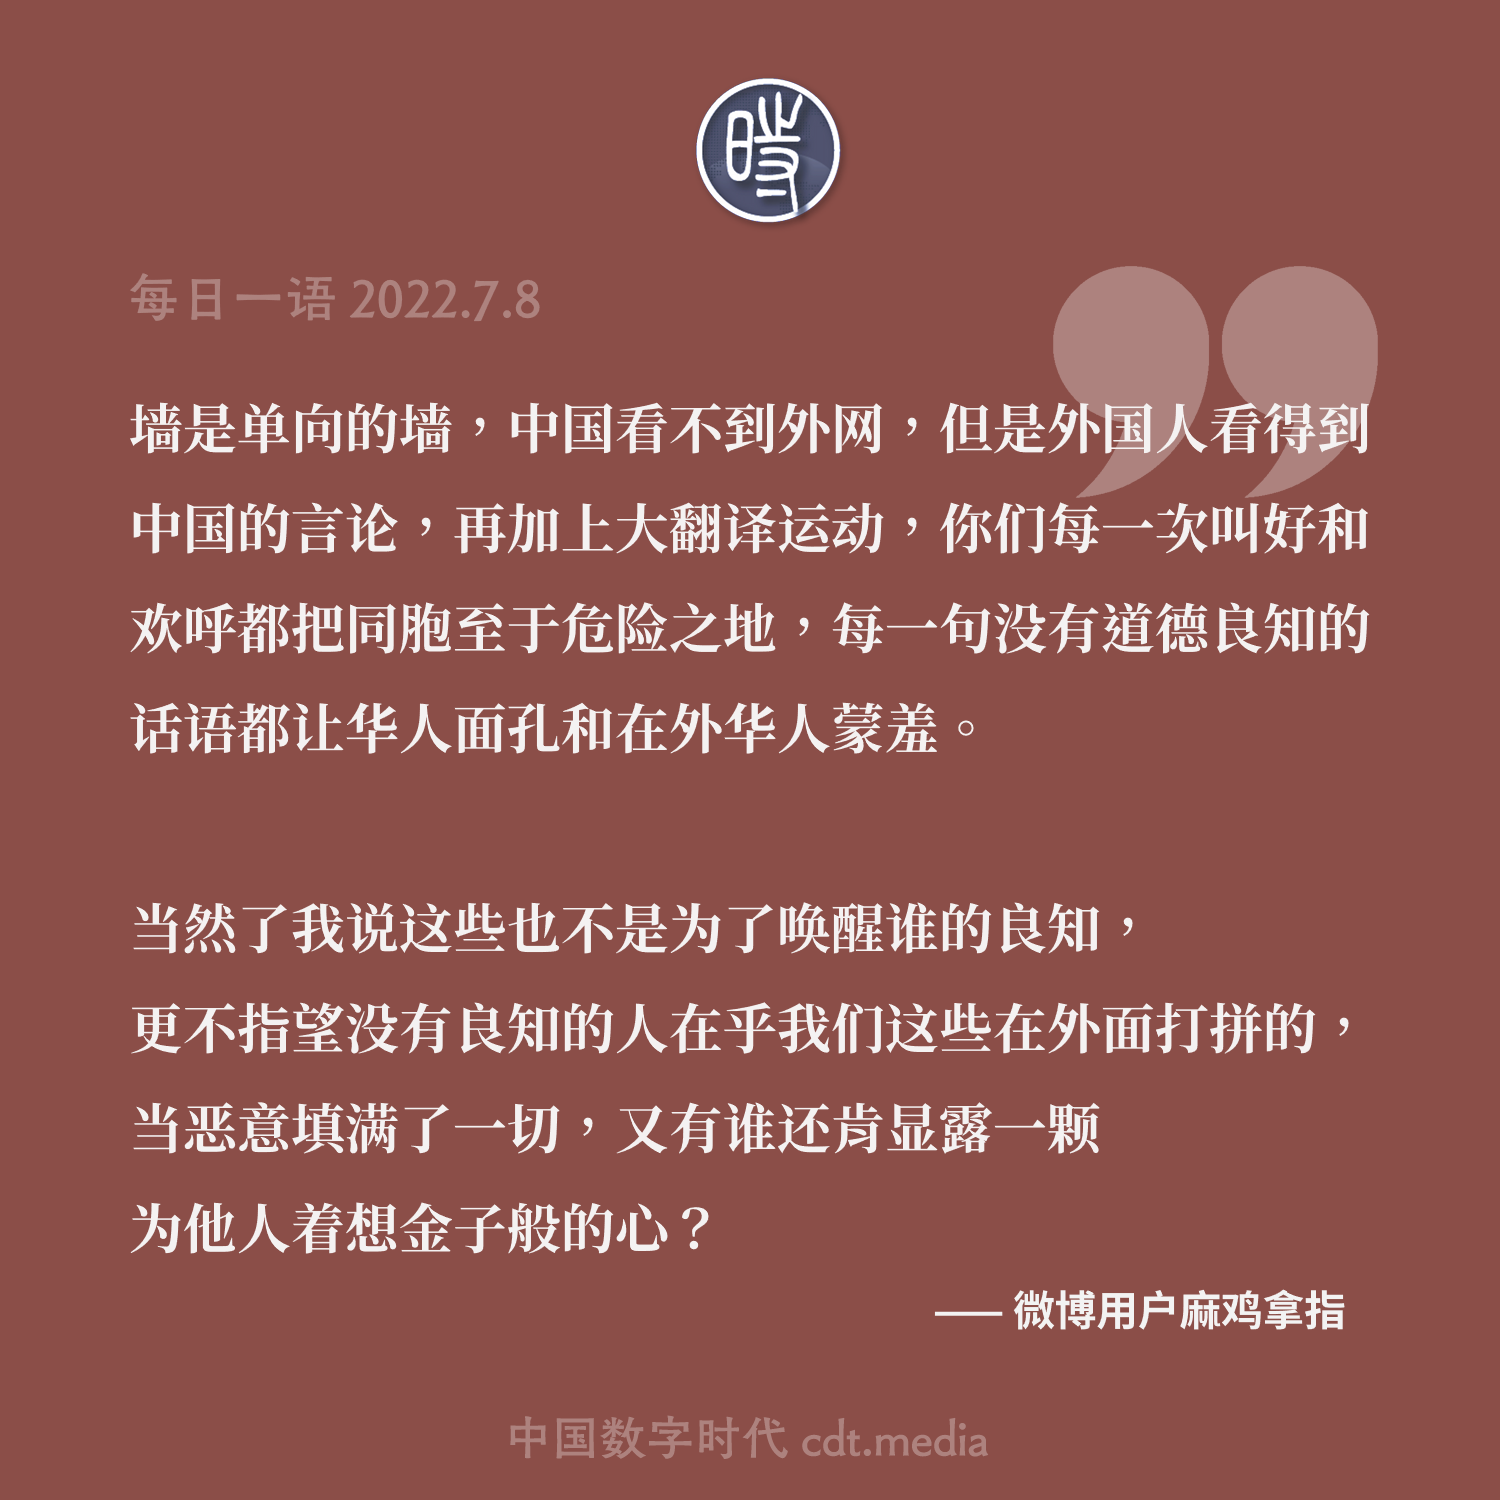 時
每日一语 2022.7.8
墙是单向的墙，中国看不到外网，但是外国人看得到
中国的言论，再加上大翻译运动，你们每一次叫好和
欢呼都把同胞至于危险之地，每一句没有道德良知的
话语都让华人面孔和在外华人蒙羞。
当然了我说这些也不是为了唤醒谁的良知，
更不指望没有良知的人在乎我们这些在外面打拼的，
当恶意填满了一切，又有谁还肯显露一颗
为他人着想金子般的心？
—— 微博用户麻鸡拿指
中国数字时代 cdt.media